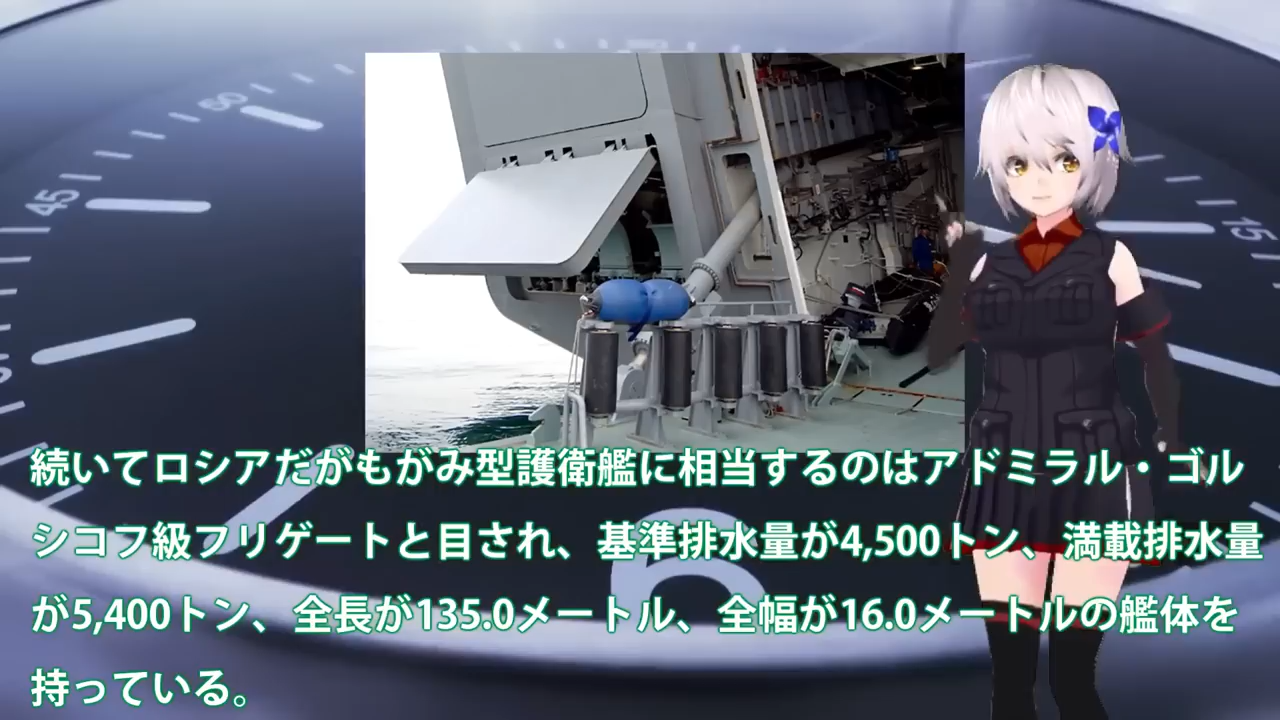 60
45
15
6
続いてロシアだがもがみ型護衛艦に相当するのはアドミラル・ゴル
シコフ級フリゲートと目され、基準排水量が4,500トン、満載排水量
が5,400トン、全長が135.0メートル、全幅が16.0メートルの艦体を
持っている。